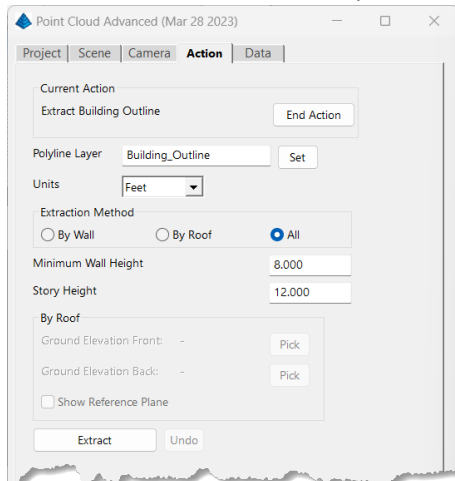 Point Cloud Advanced (Mar 28 2023)
Project Scene Camera Action Data
Current Action
Extract Building Outline End Action
Polyline Layer Building_Outline Set
Units Feet
Extraction Method
By Wall By Roof All
Minimum Wall Height 8.000
Story Height 12.000
By Roof
Ground Elevation Front: - Pick
Ground Elevation Back: - Pick
Show Reference Plane
Extract Undo